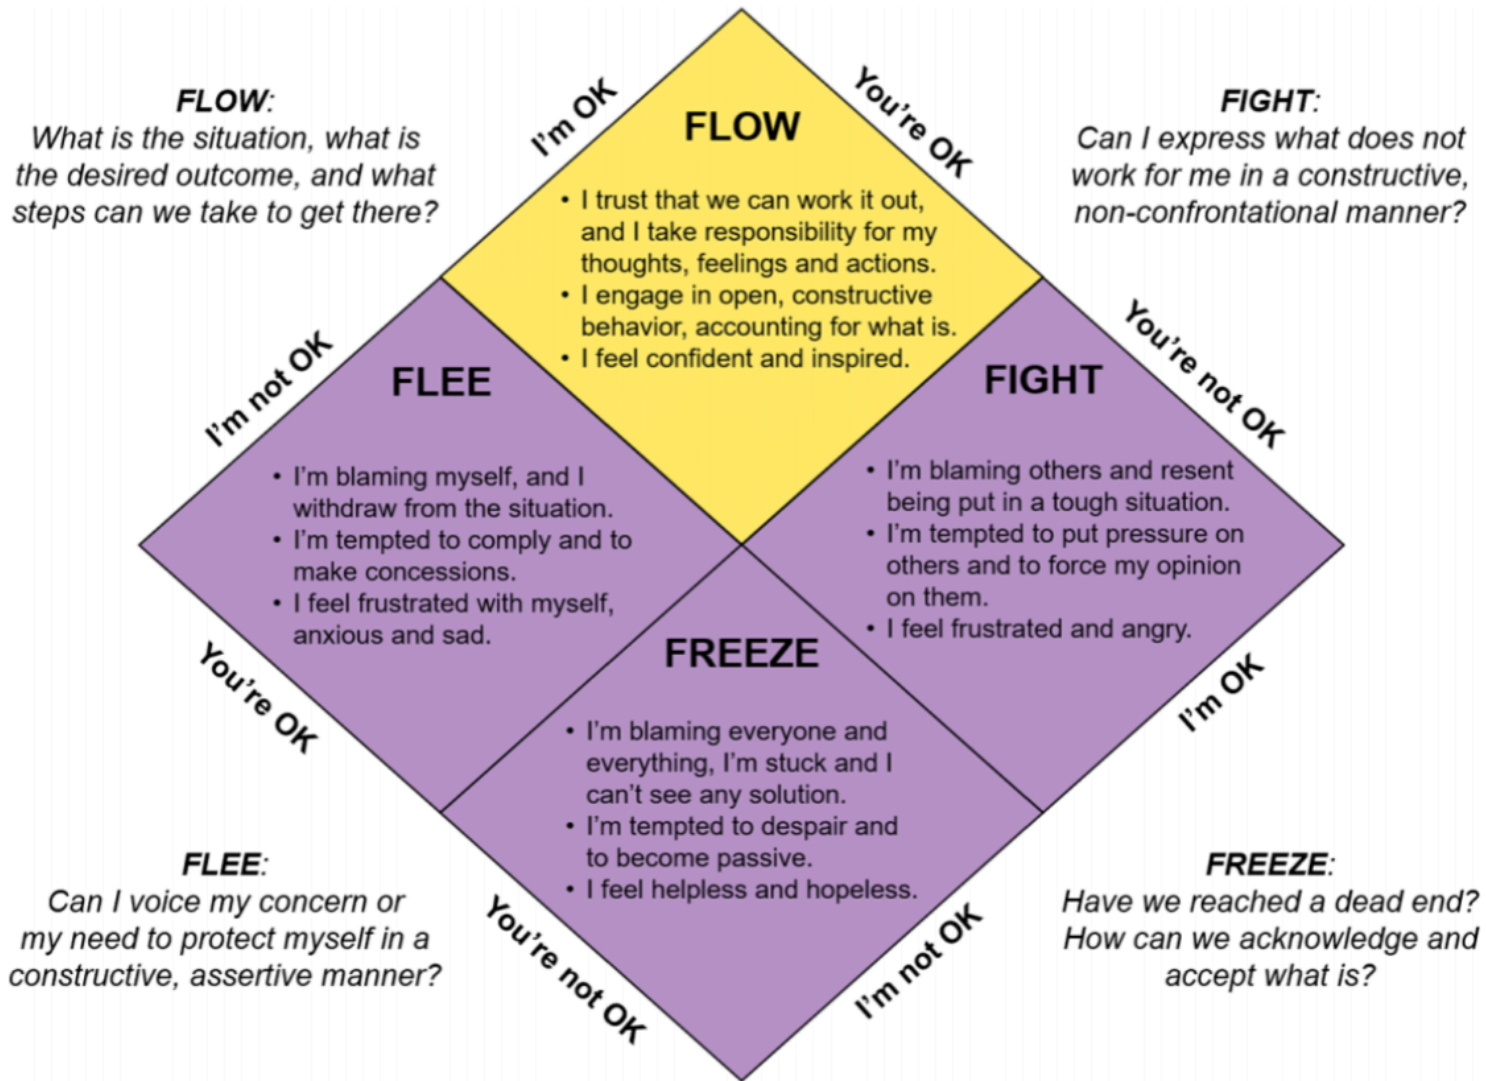 FLOW:
What is the situation, what is
the desired outcome, and what
steps can we take to get there?
FIGHT:
Can I express what does not
work for me in a constructive,
non-confrontational manner?
I'm OK
You're OK
FLOW
• I trust that we can work it out,
and I take responsibility for my
thoughts, feelings and actions.
• I engage in open, constructive
behavior, accounting for what is.
• I feel confident and inspired.
I'm not OK
You're not OK
FLEE
• I'm blaming myself, and I
withdraw from the situation.
• I'm tempted to comply and to
make concessions.
• I feel frustrated with myself,
anxious and sad.
FIGHT
• I'm blaming others and resent
being put in a tough situation.
• I'm tempted to put pressure on
others and to force my opinion
on them.
• I feel frustrated and angry.
You're OK
I'm OK
FREEZE
• I'm blaming everyone and
everything, I'm stuck and I
can't see any solution.
• I'm tempted to despair and
to become passive.
• I feel helpless and hopeless.
You're not OK
I'm not OK
FLEE:
Can I voice my concern or
my need to protect myself in a
constructive, assertive manner?
FREEZE:
Have we reached a dead end?
How can we acknowledge and
accept what is?